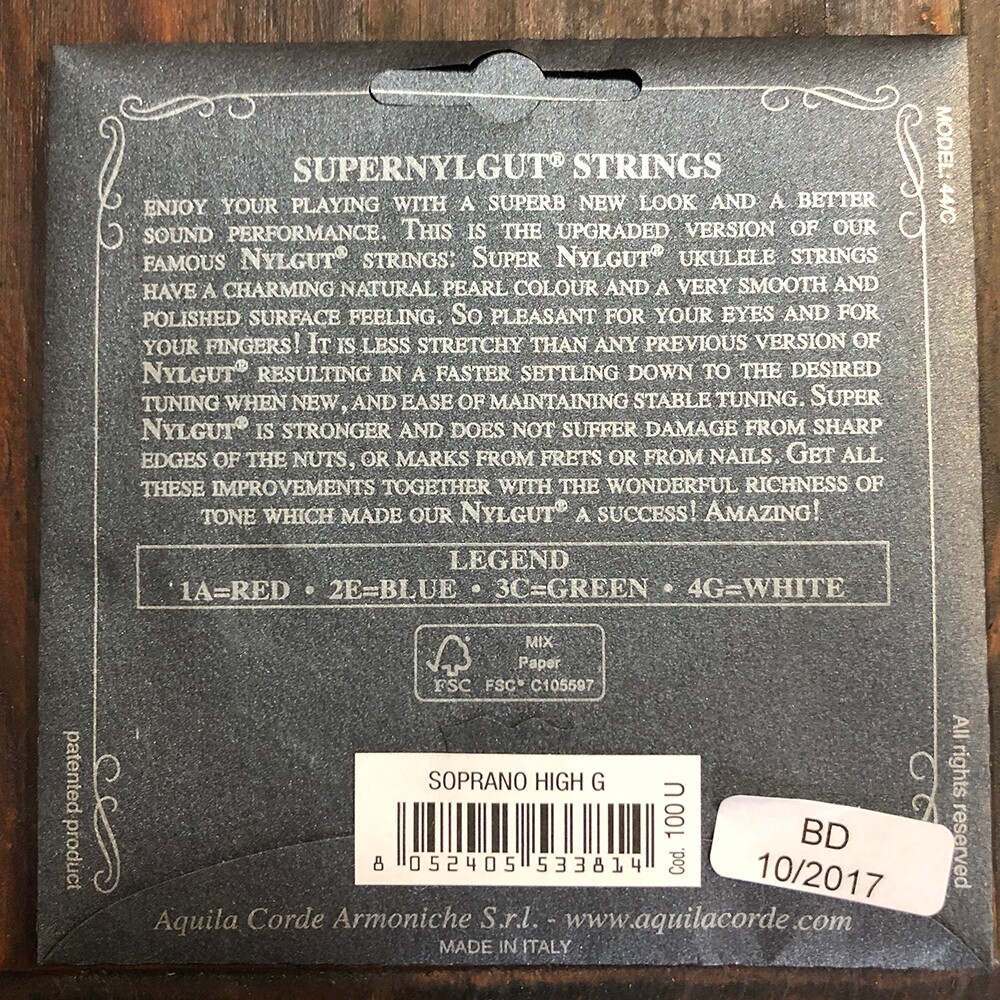 SUPERNYLGUT® STRINGS
ENJOY YOUR PLAYING WITH A SUPERB NEW LOOK AND A BETTER
SOUND PERFORMANCE. THIS IS THE UPGRADED VERSION OF OUR
FAMOUS NYLGUT® STRINGS: SUPER NYLGUT® UKULELE STRINGS
HAVE A CHARMING NATURAL PEARL COLOUR AND A VERY SMOOTH AND
POLISHED SURFACE FEELING. SO PLEASANT FOR YOUR EYES AND FOR
YOUR FINGERS! IT IS LESS STRETCHY THAN ANY PREVIOUS VERSION OF
NYLGUT® RESULTING IN A FASTER SETTLING DOWN TO THE DESIRED
TUNING WHEN NEW, AND EASE OF MAINTAINING STABLE TUNING. SUPER
NYLGUT® IS STRONGER AND DOES NOT SUFFER DAMAGE FROM SHARP
EDGES OF THE NUTS, OR MARKS FROM FRETS OR FROM NAILS. GET ALL
THESE IMPROVEMENTS TOGETHER WITH THE WONDERFUL RICHNESS OF
TONE WHICH MADE OUR NYLGUT® A SUCCESS! AMAZING!
LEGEND
1A=RED • 2E=BLUE • 3C=GREEN • 4G=WHITE
MIX
Paper
FSC FSC® C105597
MODEL: 44/C
patented product
All rights reserved
SOPRANO HIGH G
8 052405 533814
Cod. 100 U
BD
10/2017
Aquila Corde Armoniche S.r.l. - www.aquilacorde.com
MADE IN ITALY